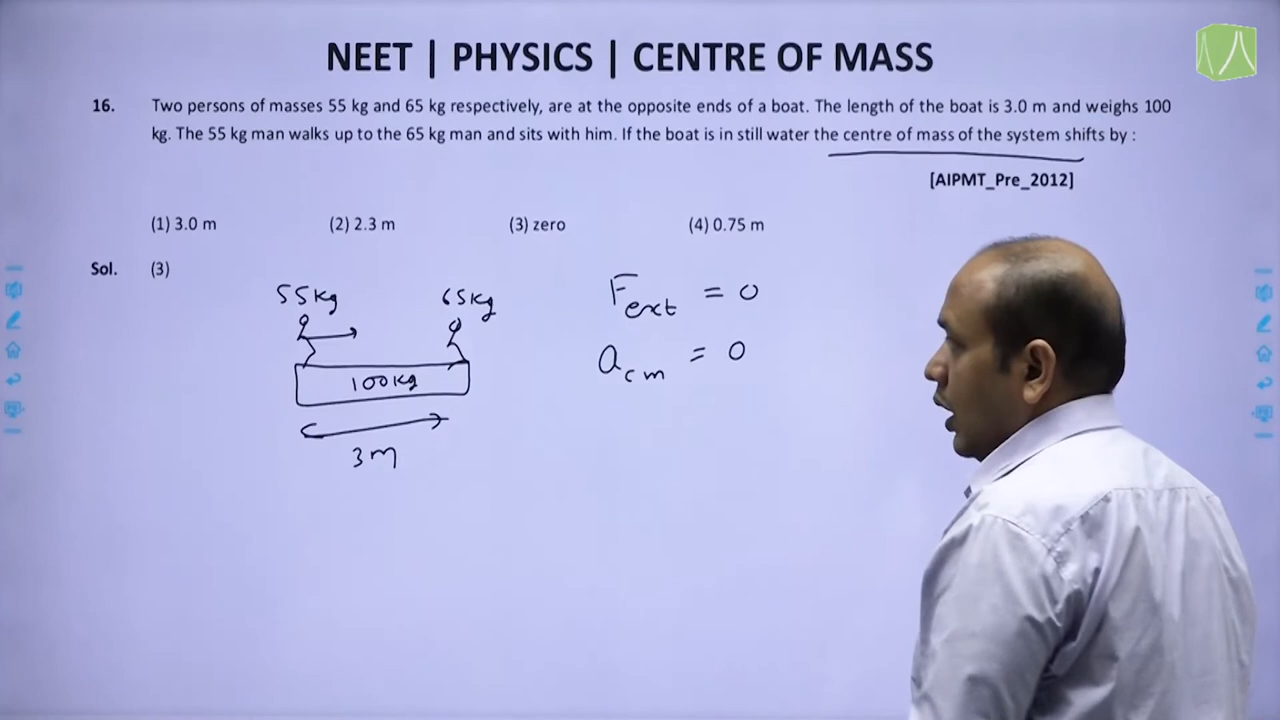 NEET | PHYSICS | CENTRE OF MASS
16. Two persons of masses 55 kg and 65 kg respectively, are at the opposite ends of a boat. The length of the boat is 3.0 m and weighs 100
kg. The 55 kg man walks up to the 65 kg man and sits with him. If the boat is in still water the centre of mass of the system shifts by :
[AIPMT_Pre_2012]
(1) 3.0 m (2) 2.3 m (3) zero (4) 0.75 m
Sol. (3)
55kg 65kg
F_ext = 0
a_cm = 0
100kg
3m